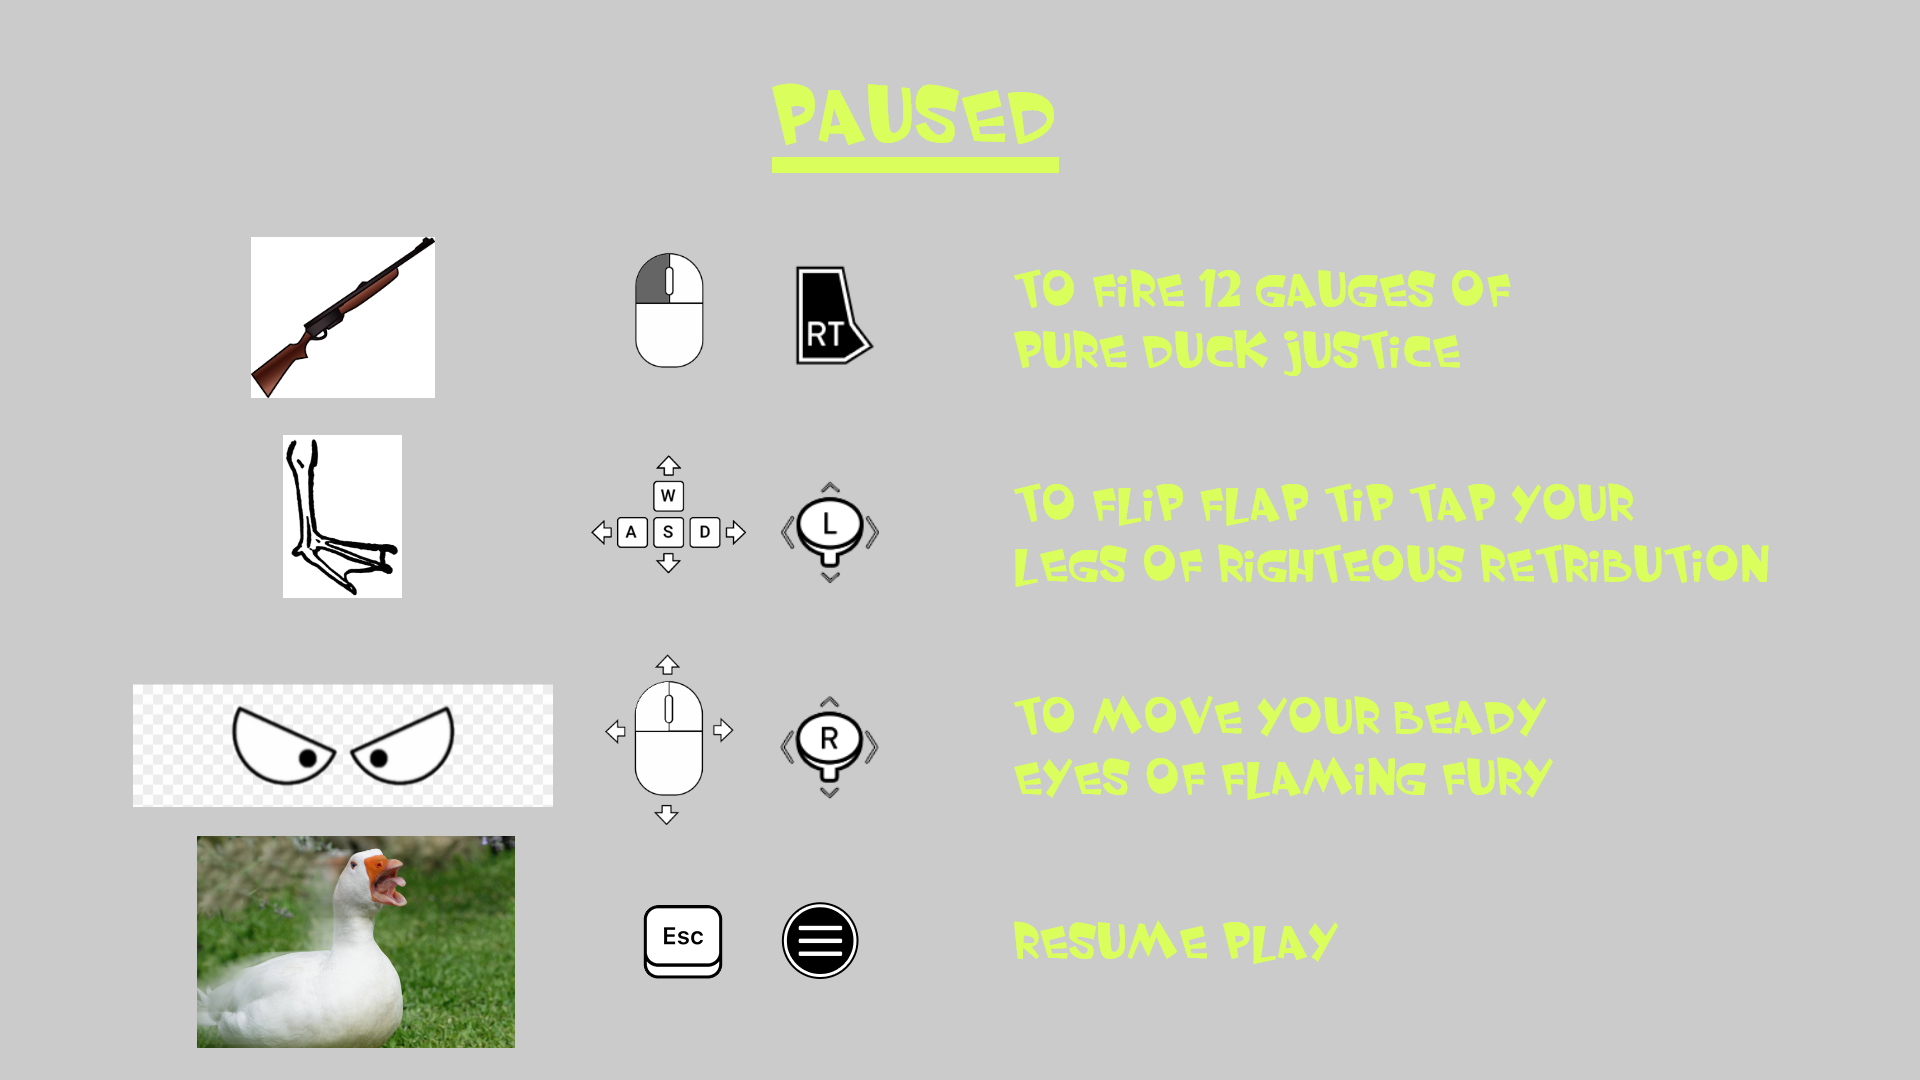 PAUSED
RT
TO FIRE 12 GAUGES OF
PURE DUCK JUSTICE
W
A S D
L
TO FLIP FLAP TIP TAP YOUR
LEGS OF RIGHTEOUS RETRIBUTION
R
TO MOVE YOUR BEADY
EYES OF FLAMING FURY
Esc
RESUME PLAY